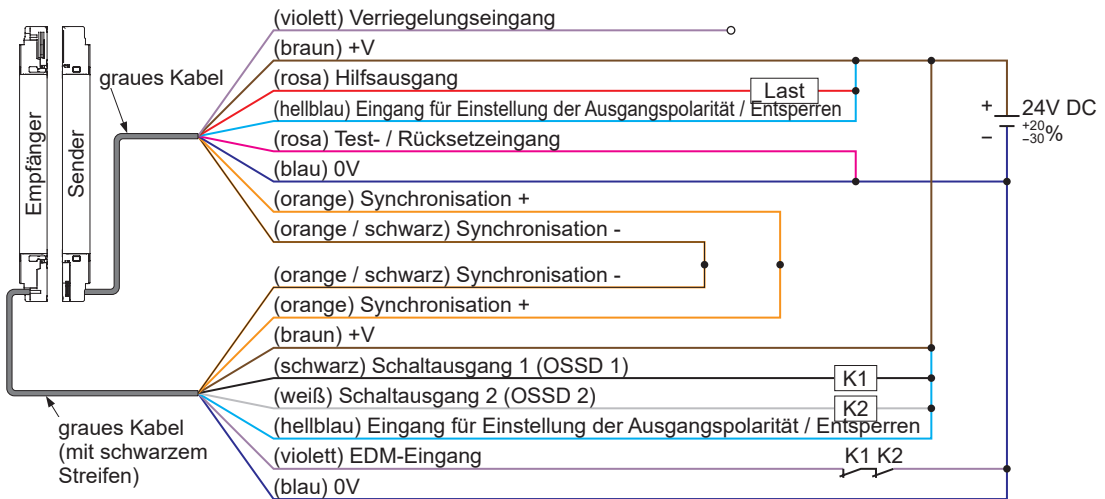 (violett) Verriegelungseingang
(braun) +V
graues Kabel
(rosa) Hilfsausgang
Last
(hellblau) Eingang für Einstellung der Ausgangspolarität / Entsperren
+
24V DC
+20
−30 %
−
(rosa) Test- / Rücksetzeingang
(blau) 0V
Empfänger
Sender
(orange) Synchronisation +
(orange / schwarz) Synchronisation -
(orange / schwarz) Synchronisation -
(orange) Synchronisation +
(braun) +V
(schwarz) Schaltausgang 1 (OSSD 1)
K1
(weiß) Schaltausgang 2 (OSSD 2)
K2
(hellblau) Eingang für Einstellung der Ausgangspolarität / Entsperren
graues Kabel
(mit schwarzem
Streifen)
(violett) EDM-Eingang
K1 K2
(blau) 0V